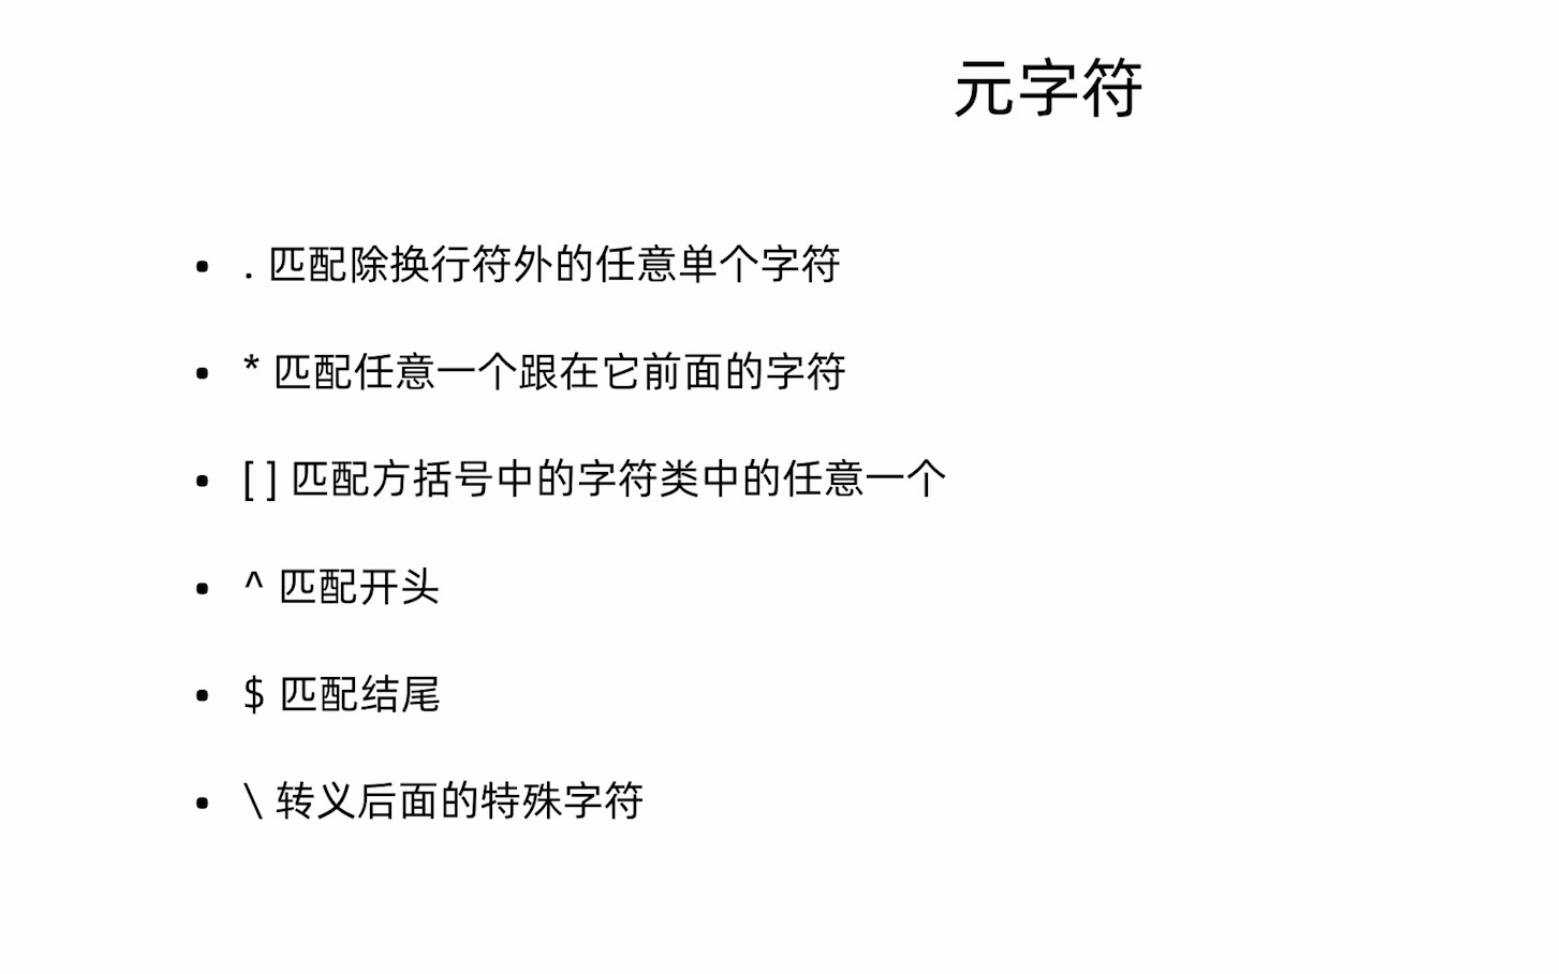 元字符
• . 匹配除换行符外的任意单个字符
• * 匹配任意一个跟在它前面的字符
• [ ] 匹配方括号中的字符类中的任意一个
• ^ 匹配开头
• $ 匹配结尾
• \ 转义后面的特殊字符